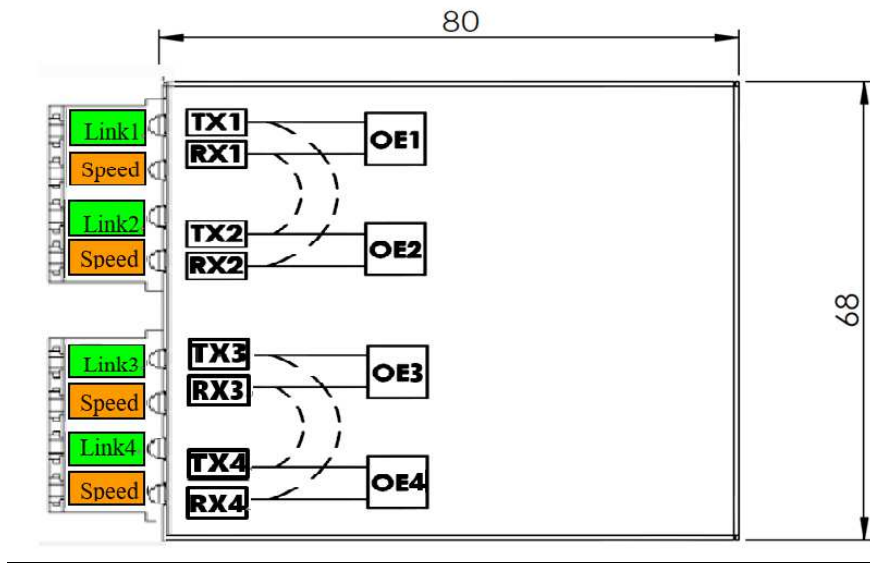 80
Link1
TX1
OE1
RX1
Speed
Link2
TX2
OE2
Speed
RX2
68
Link3
TX3
OE3
Speed
RX3
Link4
TX4
OE4
Speed
RX4